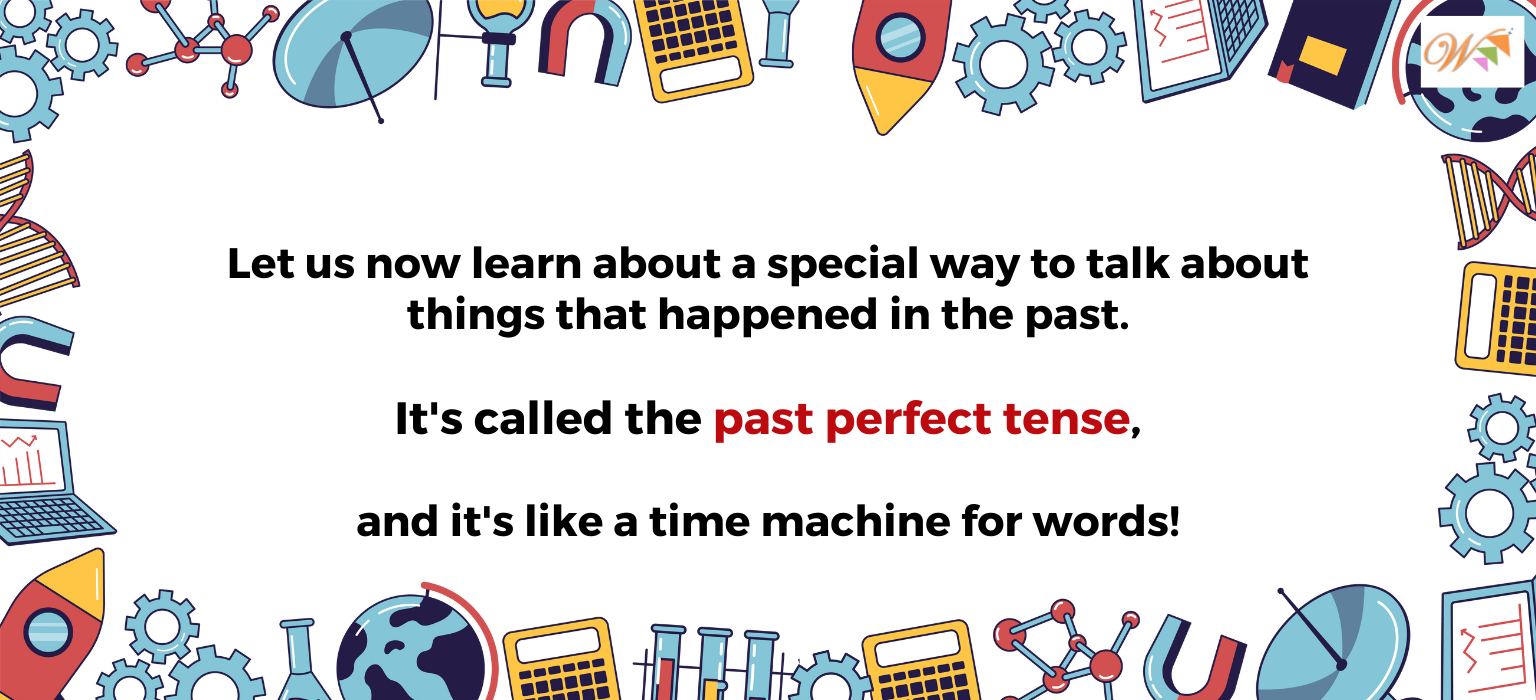 W
Let us now learn about a special way to talk about
things that happened in the past.
It's called the past perfect tense,
and it's like a time machine for words!